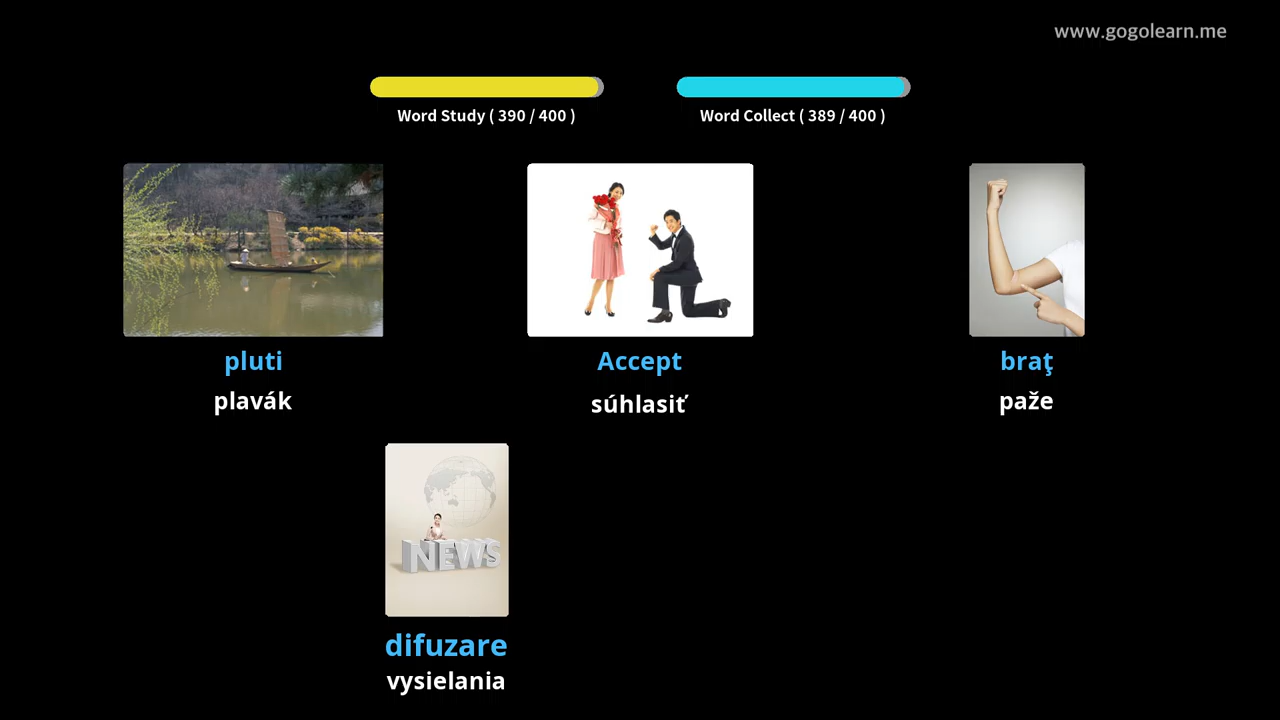 www.gogolearn.me
Word Study ( 390 / 400 )
Word Collect ( 389 / 400 )
pluti
Accept
braţ
plavák
súhlasiť
paže
NEWS
difuzare
vysielania